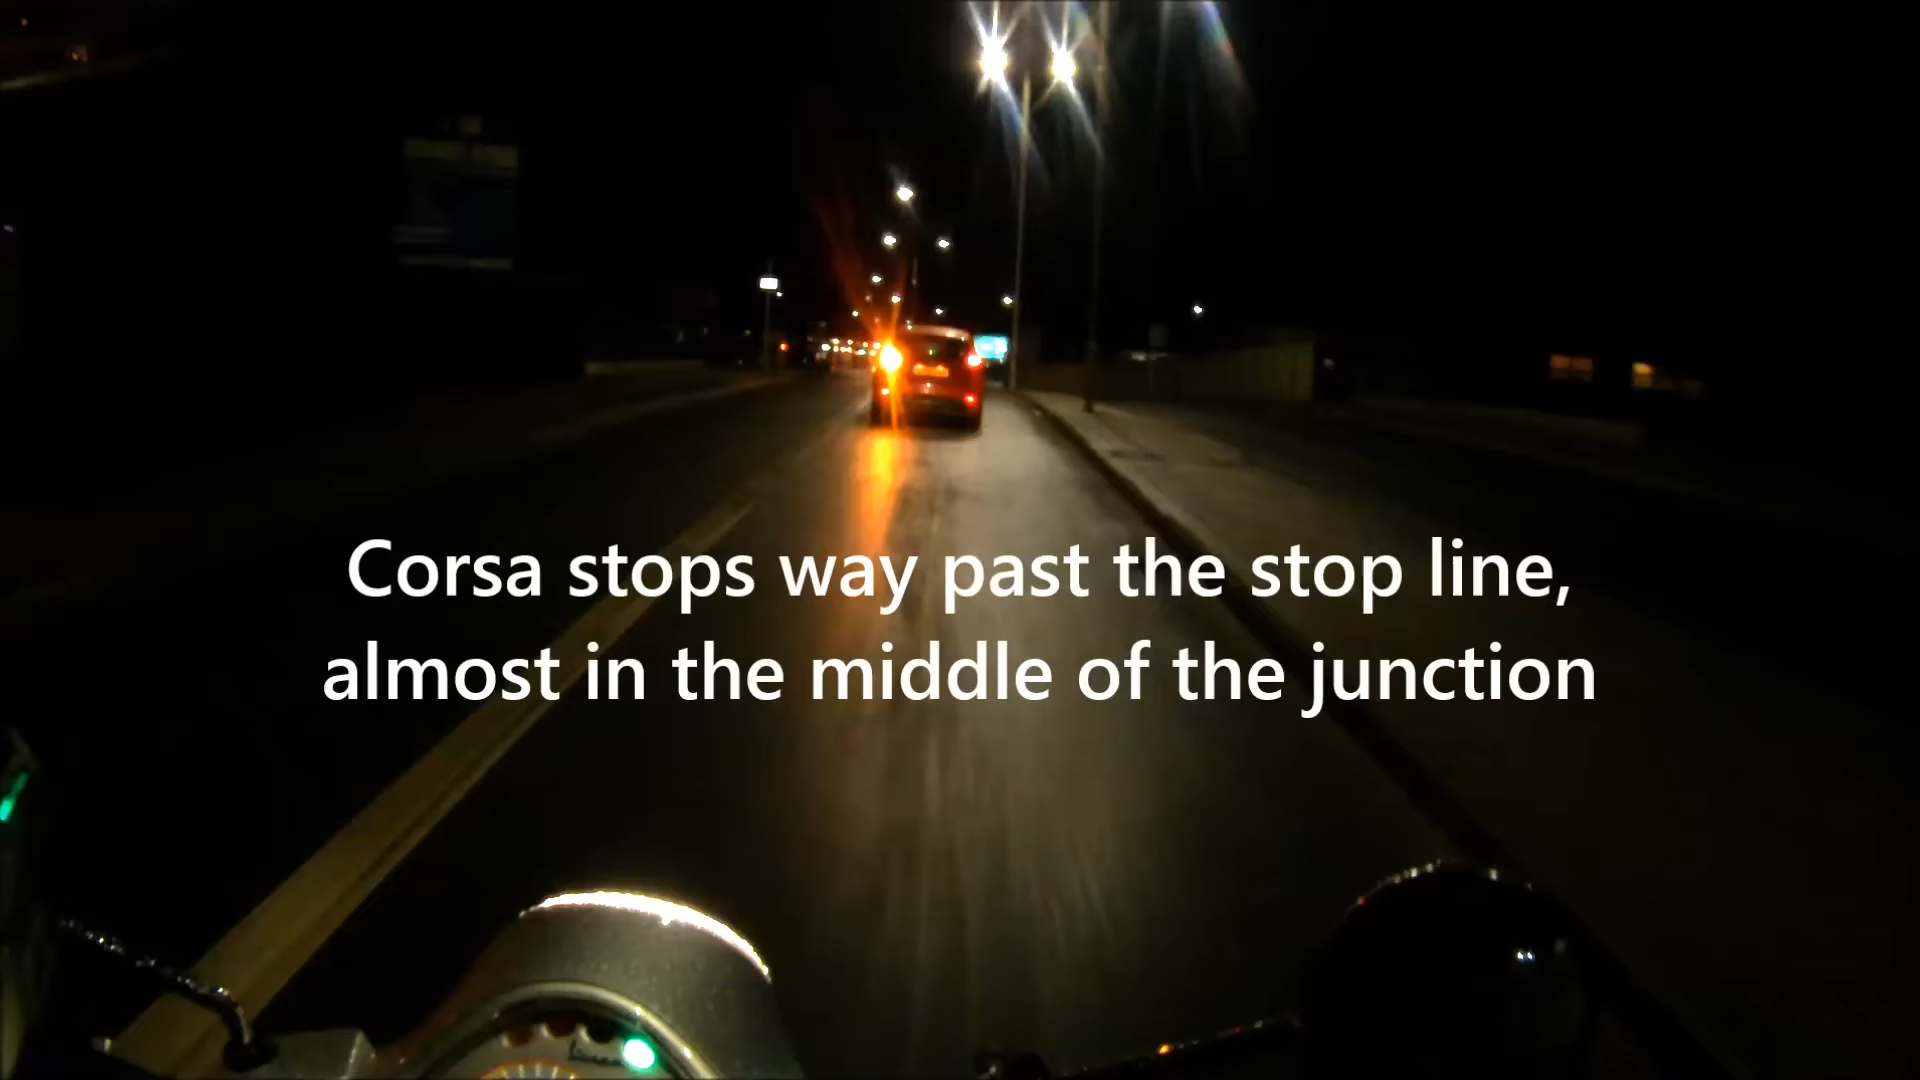 Corsa stops way past the stop line,
almost in the middle of the junction